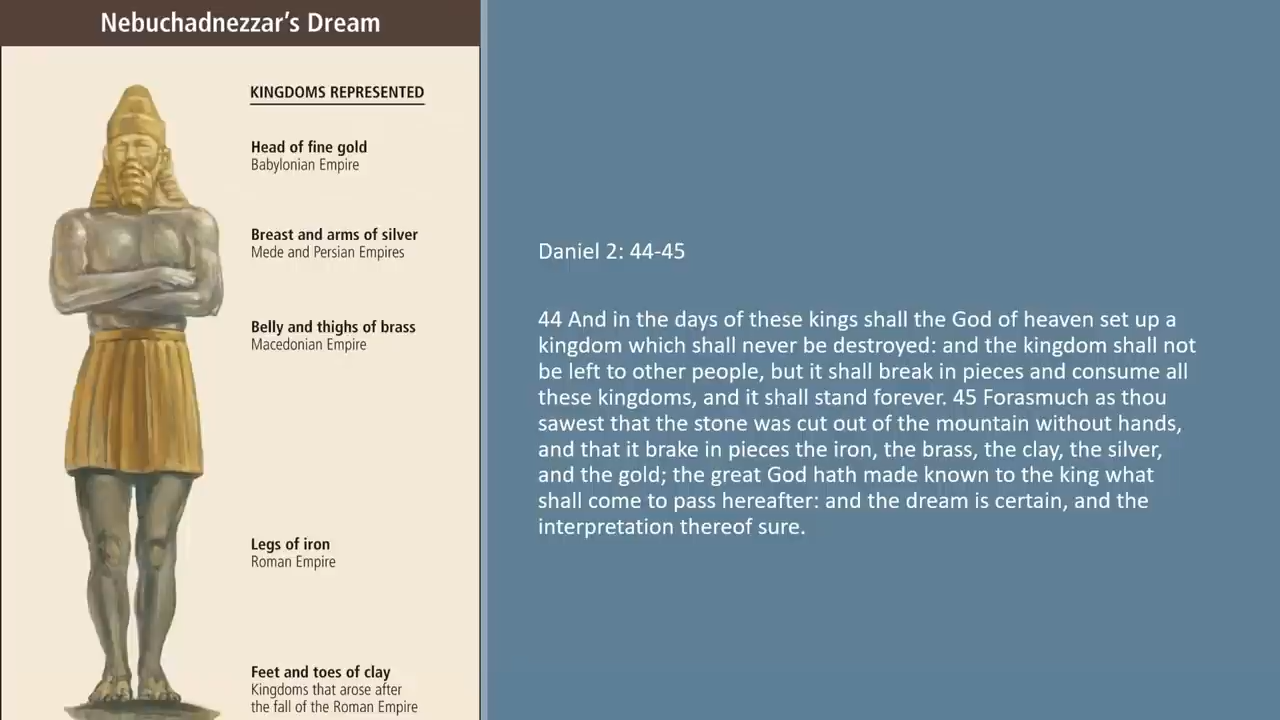 Nebuchadnezzar's Dream
KINGDOMS REPRESENTED
Head of fine gold
Babylonian Empire
Breast and arms of silver
Mede and Persian Empires
Belly and thighs of brass
Macedonian Empire
Legs of iron
Roman Empire
Feet and toes of clay
Kingdoms that arose after
the fall of the Roman Empire
Daniel 2: 44-45
44 And in the days of these kings shall the God of heaven set up a
kingdom which shall never be destroyed: and the kingdom shall not
be left to other people, but it shall break in pieces and consume all
these kingdoms, and it shall stand forever. 45 Forasmuch as thou
sawest that the stone was cut out of the mountain without hands,
and that it brake in pieces the iron, the brass, the clay, the silver,
and the gold; the great God hath made known to the king what
shall come to pass hereafter: and the dream is certain, and the
interpretation thereof sure.